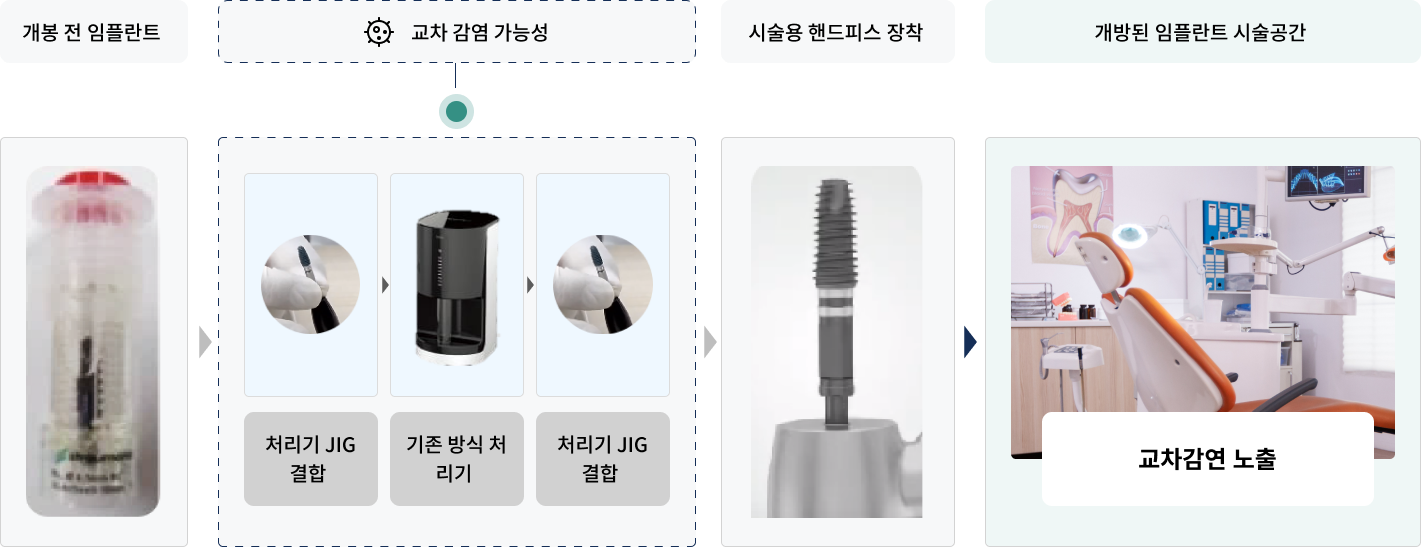 개봉 전 임플란트
교차 감염 가능성
시술용 핸드피스 장착
개방된 임플란트 시술공간
처리기 JIG
결합
기존 방식 처
리기
처리기 JIG
결합
교차감연 노출